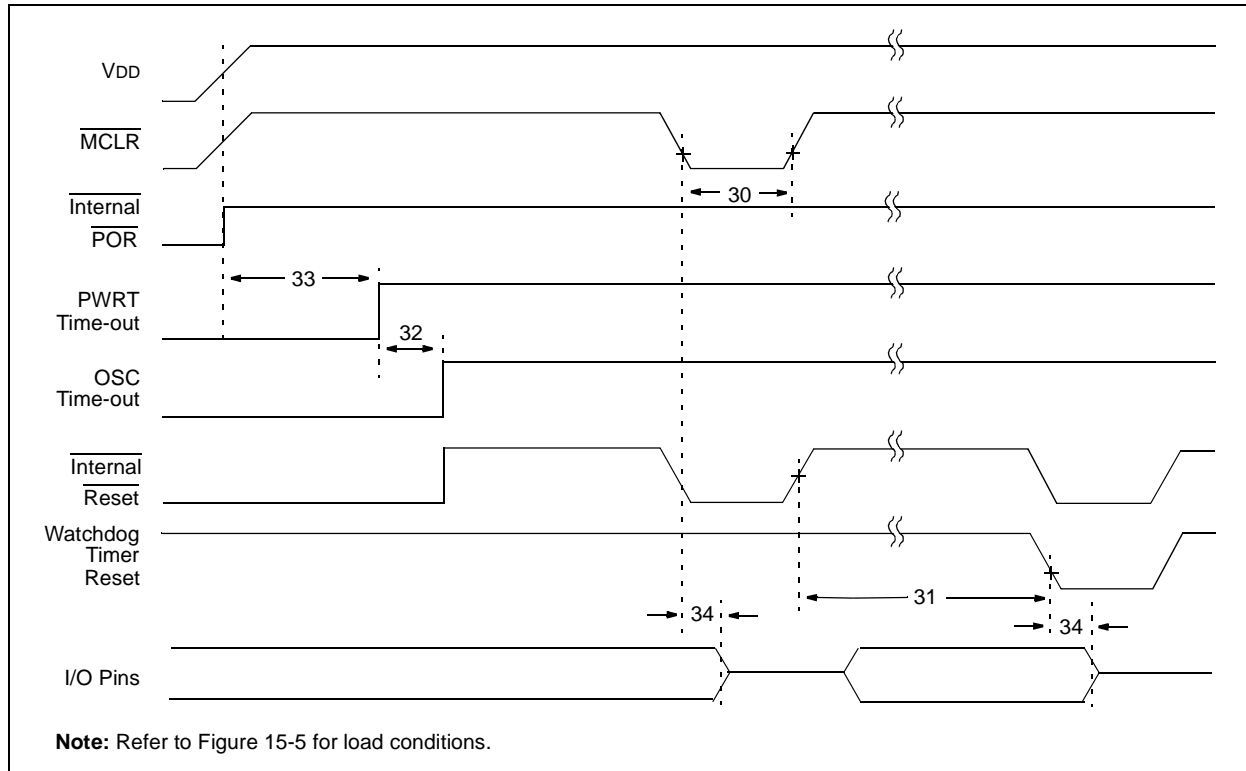 VDD
MCLR
30
Internal
POR
33
PWRT
Time-out
32
OSC
Time-out
Internal
Reset
Watchdog
Timer
Reset
31
34
34
I/O Pins
Note: Refer to Figure 15-5 for load conditions.